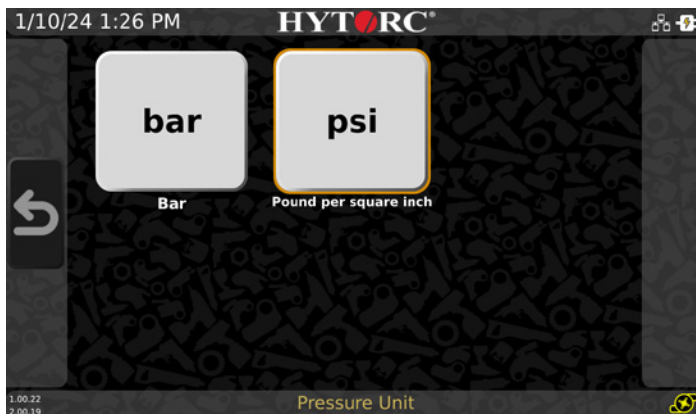 1/10/24 1:26 PM HYTORC®
bar psi
Bar Pound per square inch
1.00.22
2.00.19
Pressure Unit